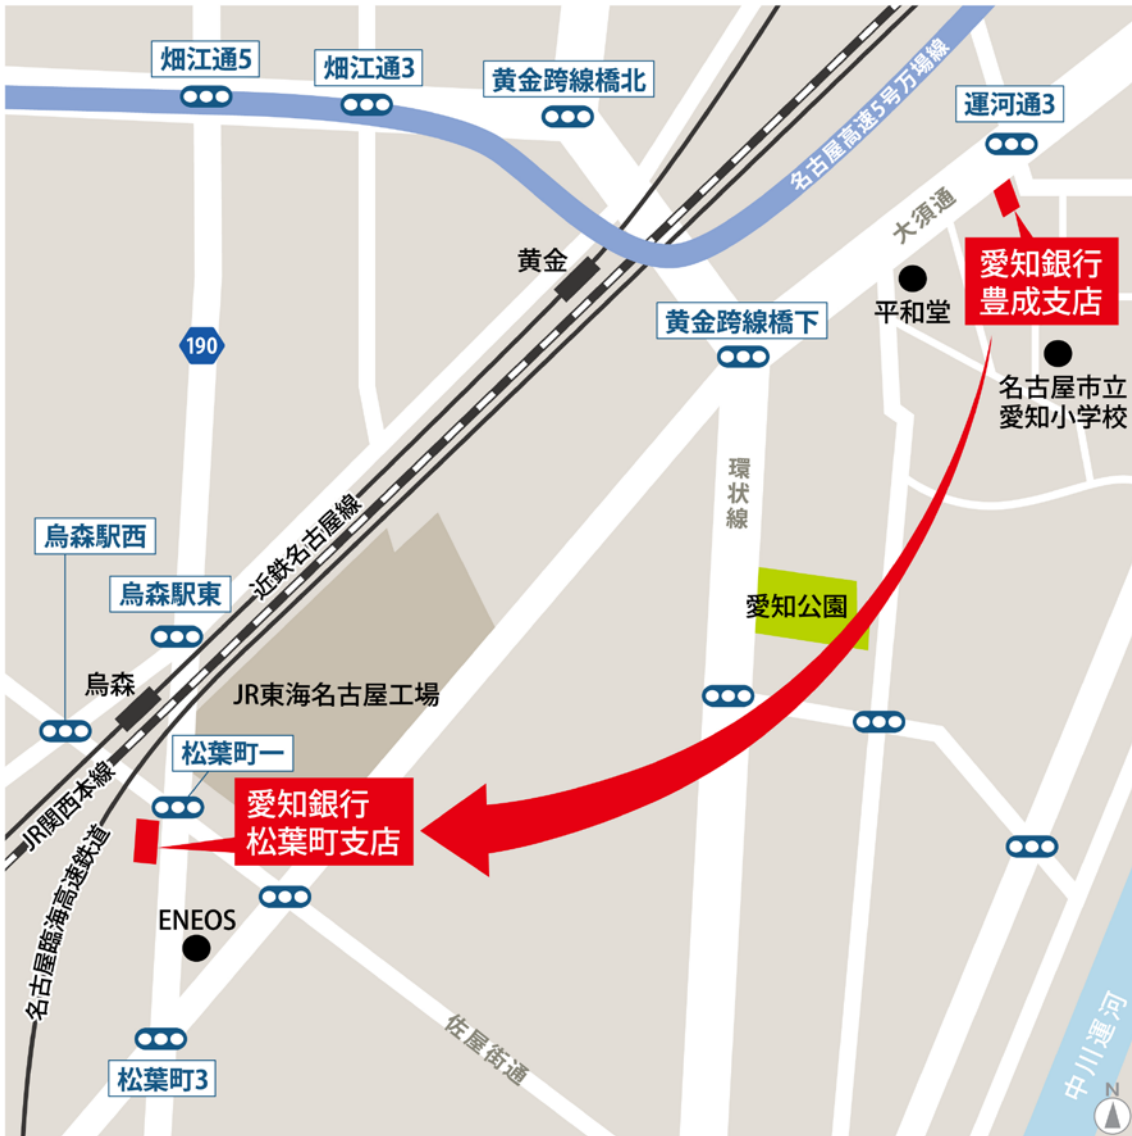 畑江通5
畑江通3
黄金跨線橋北
運河通3
名古屋高速5号万場線
大須通
黄金
愛知銀行
豊成支店
平和堂
黄金跨線橋下
190
名古屋市立
愛知小学校
環状線
近鉄名古屋線
烏森駅西
烏森駅東
愛知公園
烏森
JR東海名古屋工場
松葉町一
JR関西本線
愛知銀行
松葉町支店
名古屋臨海高速鉄道
ENEOS
佐屋街通
中川運河
松葉町3
N